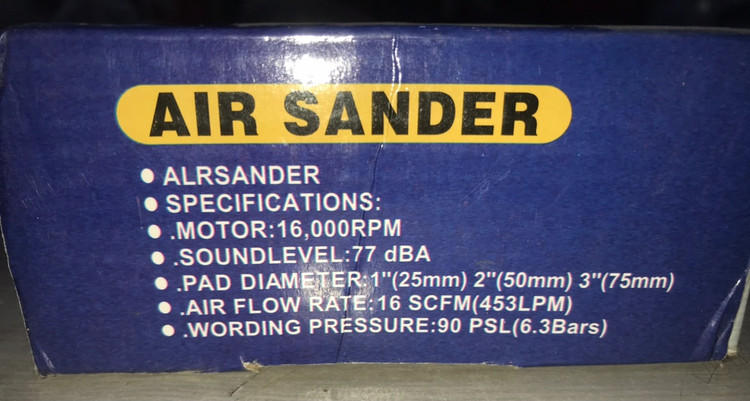 AIR SANDER
• ALRSANDER
• SPECIFICATIONS:
• .MOTOR:16,000RPM
• .SOUNDLEVEL:77 dBA
• .PAD DIAMETER:1"(25mm) 2"(50mm) 3"(75mm)
• .AIR FLOW RATE:16 SCFM(453LPM)
• .WORDING PRESSURE:90 PSL(6.3Bars)